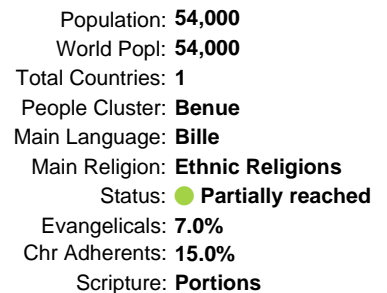 Population: 54,000
World Popl: 54,000
Total Countries: 1
People Cluster: Benue
Main Language: Bille
Main Religion: Ethnic Religions
Status: Partially reached
Evangelicals: 7.0%
Chr Adherents: 15.0%
Scripture: Portions